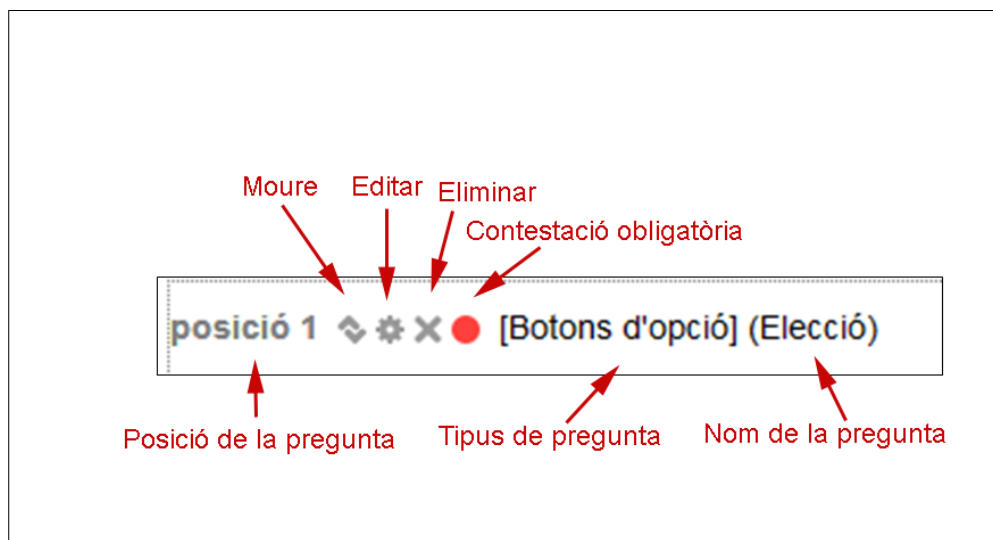 Moure Editar Eliminar
Contestació obligatòria
posició 1 [Botons d'opció] (Elecció)
Posició de la pregunta Tipus de pregunta Nom de la pregunta